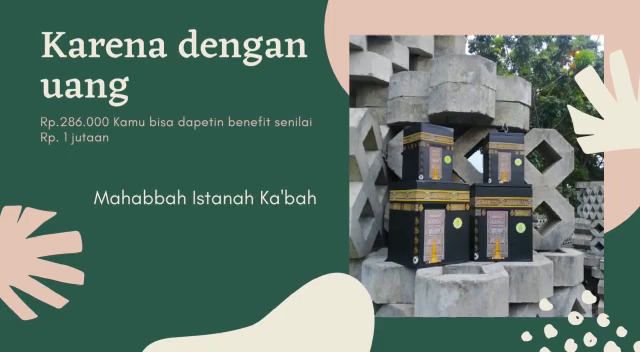 Karena dengan
uang
Rp.286.000 Kamu bisa dapetin benefit senilai
Rp. 1 jutaan
Mahabbah Istanah Ka'bah